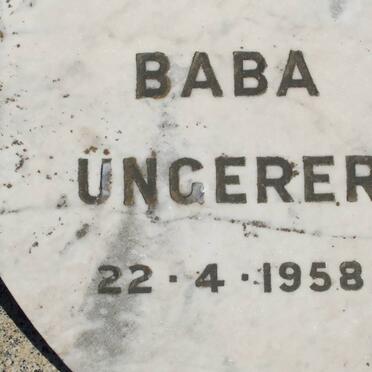 BABA
UNGERER
22 · 4 · 1958